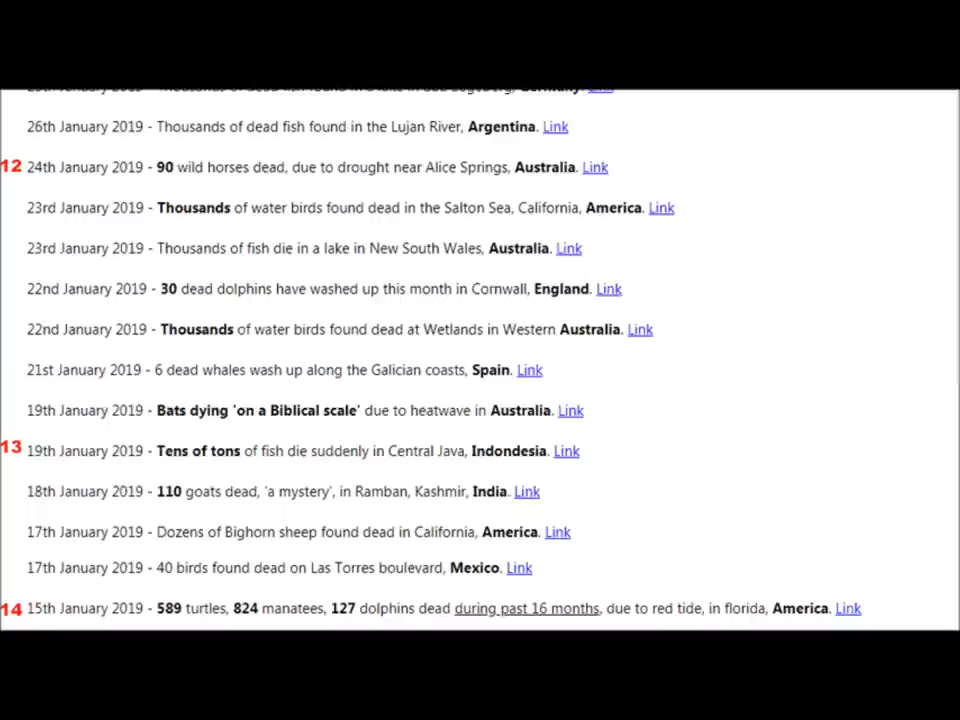 26th January 2019 - Thousands of dead fish found in the Lujan River, Argentina. Link
12 24th January 2019 - 90 wild horses dead, due to drought near Alice Springs, Australia. Link
23rd January 2019 - Thousands of water birds found dead in the Salton Sea, California, America. Link
23rd January 2019 - Thousands of fish die in a lake in New South Wales, Australia. Link
22nd January 2019 - 30 dead dolphins have washed up this month in Cornwall, England. Link
22nd January 2019 - Thousands of water birds found dead at Wetlands in Western Australia. Link
21st January 2019 - 6 dead whales wash up along the Galician coasts, Spain. Link
19th January 2019 - Bats dying 'on a Biblical scale' due to heatwave in Australia. Link
13 19th January 2019 - Tens of tons of fish die suddenly in Central Java, Indondesia. Link
18th January 2019 - 110 goats dead, 'a mystery', in Ramban, Kashmir, India. Link
17th January 2019 - Dozens of Bighorn sheep found dead in California, America. Link
17th January 2019 - 40 birds found dead on Las Torres boulevard, Mexico. Link
14 15th January 2019 - 589 turtles, 824 manatees, 127 dolphins dead during past 16 months, due to red tide, in florida, America. Link